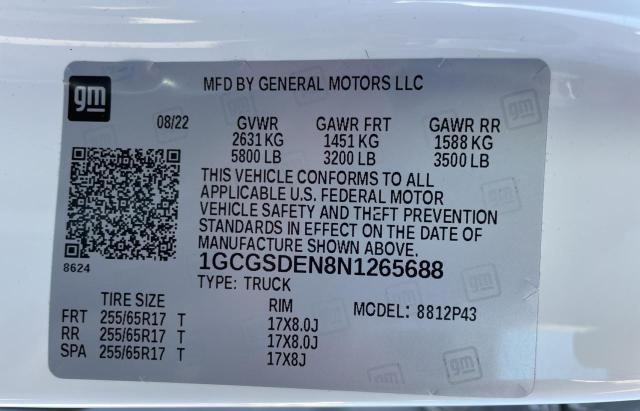 gm
MFD BY GENERAL MOTORS LLC
08/22 GVWR GAWR FRT GAWR RR
2631 KG 1451 KG 1588 KG
5800 LB 3200 LB 3500 LB
THIS VEHICLE CONFORMS TO ALL
APPLICABLE U.S. FEDERAL MOTOR
VEHICLE SAFETY AND THEFT PREVENTION
STANDARDS IN EFFECT ON THE DATE OF
MANUFACTURE SHOWN ABOVE.
8624
1GCGSDEN8N1265688
TYPE: TRUCK
TIRE SIZE RIM MODEL: 8812P43
FRT 255/65R17 T 17X8.0J
RR 255/65R17 T 17X8.0J
SPA 255/65R17 T 17X8J